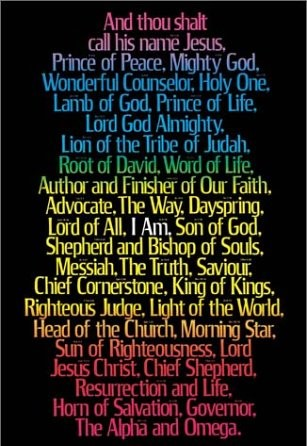 And thou shalt
call his name Jesus,
Prince of Peace, Mighty God,
Wonderful Counselor, Holy One,
Lamb of God, Prince of Life,
Lord God Almighty,
Lion of the Tribe of Judah,
Root of David, Word of Life,
Author and Finisher of Our Faith,
Advocate, The Way, Dayspring,
Lord of All, I Am, Son of God,
Shepherd and Bishop of Souls,
Messiah, The Truth, Saviour,
Chief Cornerstone, King of Kings,
Righteous Judge, Light of the World,
Head of the Church, Morning Star,
Sun of Righteousness, Lord
Jesus Christ, Chief Shepherd,
Resurrection and Life,
Horn of Salvation, Governor,
The Alpha and Omega.